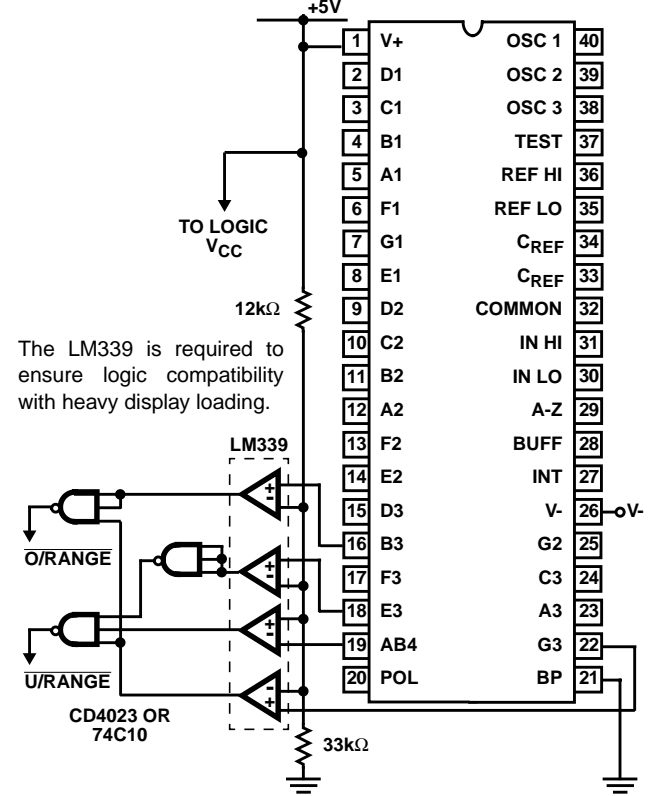 +5V
1 V+ OSC 1 40
2 D1 OSC 2 39
3 C1 OSC 3 38
4 B1 TEST 37
5 A1 REF HI 36
6 F1 REF LO 35
7 G1 CREF 34
8 E1 CREF 33
9 D2 COMMON 32
10 C2 IN HI 31
11 B2 IN LO 30
12 A2 A-Z 29
13 F2 BUFF 28
14 E2 INT 27
15 D3 V- 26 V-
16 B3 G2 25
17 F3 C3 24
18 E3 A3 23
19 AB4 G3 22
20 POL BP 21
TO LOGIC
VCC
12kΩ
The LM339 is required to
ensure logic compatibility
with heavy display loading.
LM339
+
-
+
-
-
+
-
+
O/RANGE
U/RANGE
CD4023 OR
74C10
33kΩ